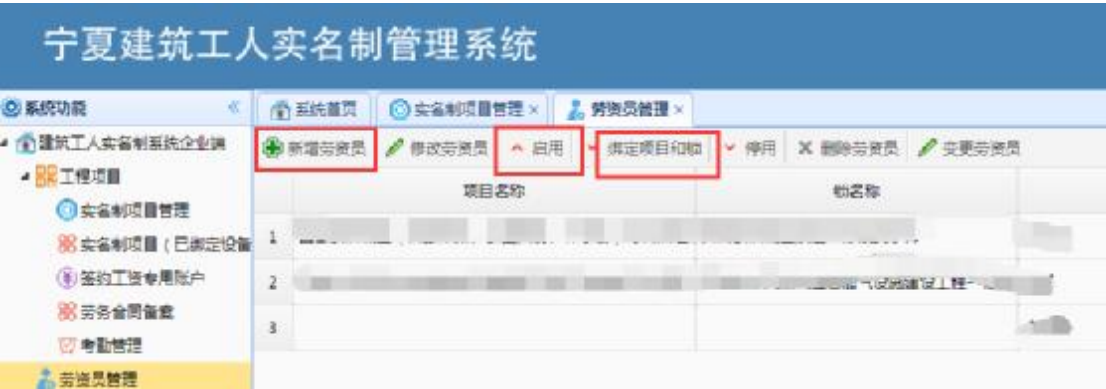 宁夏建筑工人实名制管理系统
系统功能
系统首页 实名制项目管理 × 劳资员管理 ×
建筑工人实名制系统企业端
新增劳资员 修改劳资员 启用 绑定项目和锁 停用 删除劳资员 变更劳资员
工程项目
项目名称 锁名称
实名制项目管理
1
实名制项目（已绑定设备
签约工资专用账户
2
劳务合同备案
3
考勤管理
劳资员管理